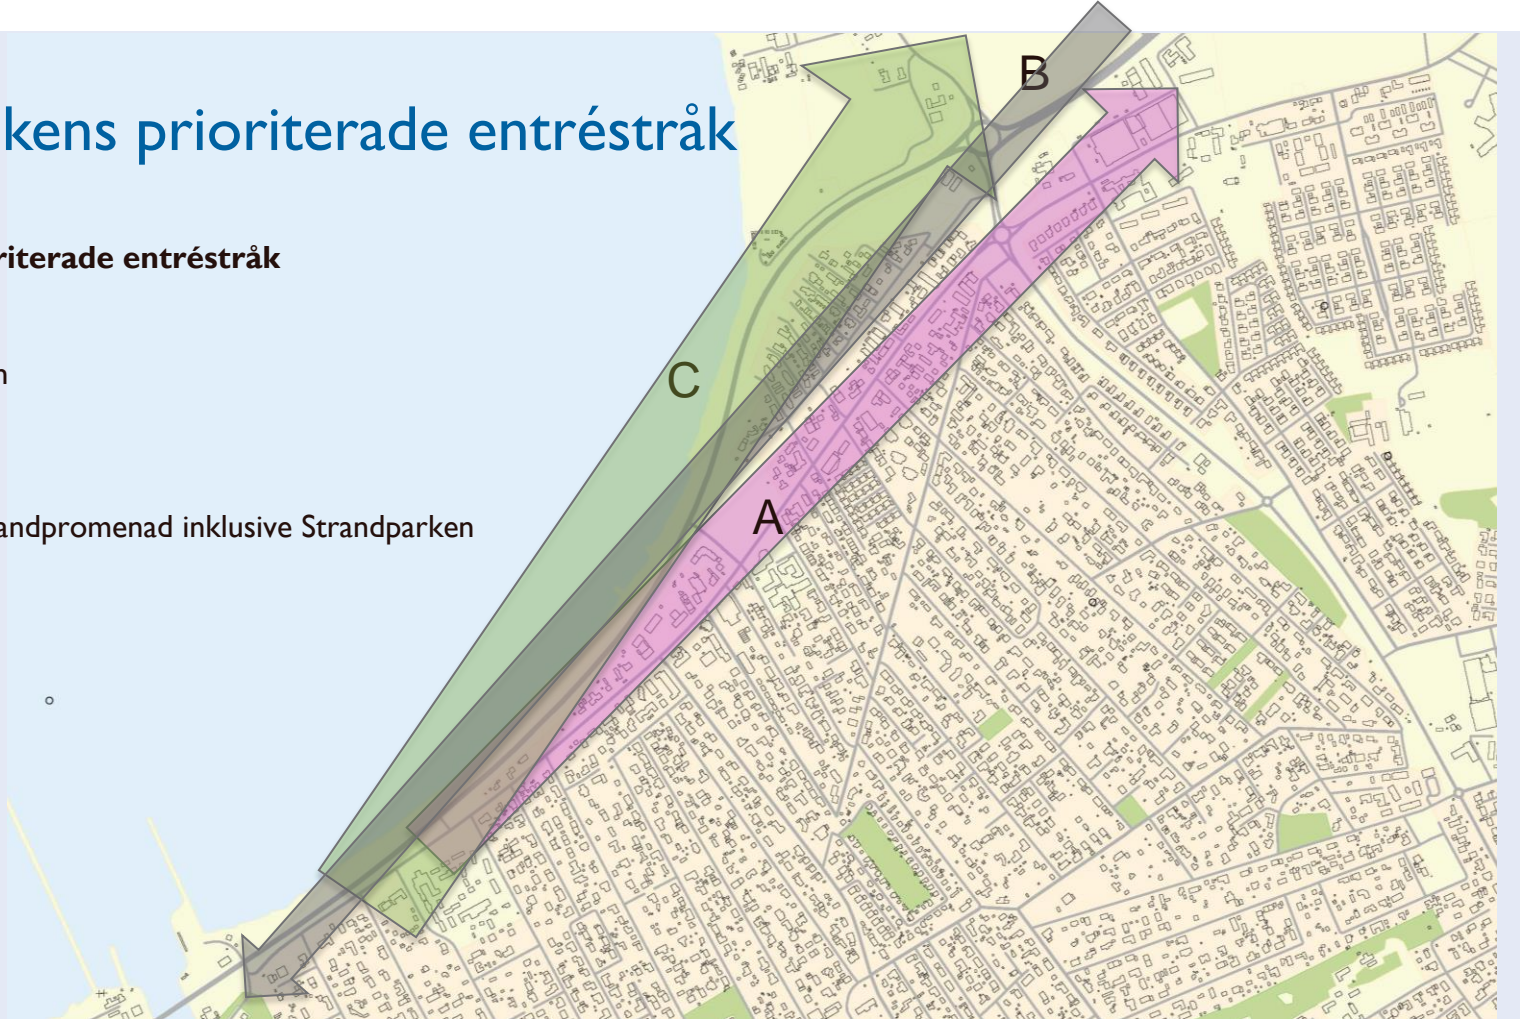 kens prioriterade entréstråk
riterade entréstråk
n
andpromenad inklusive Strandparken
B
C
A